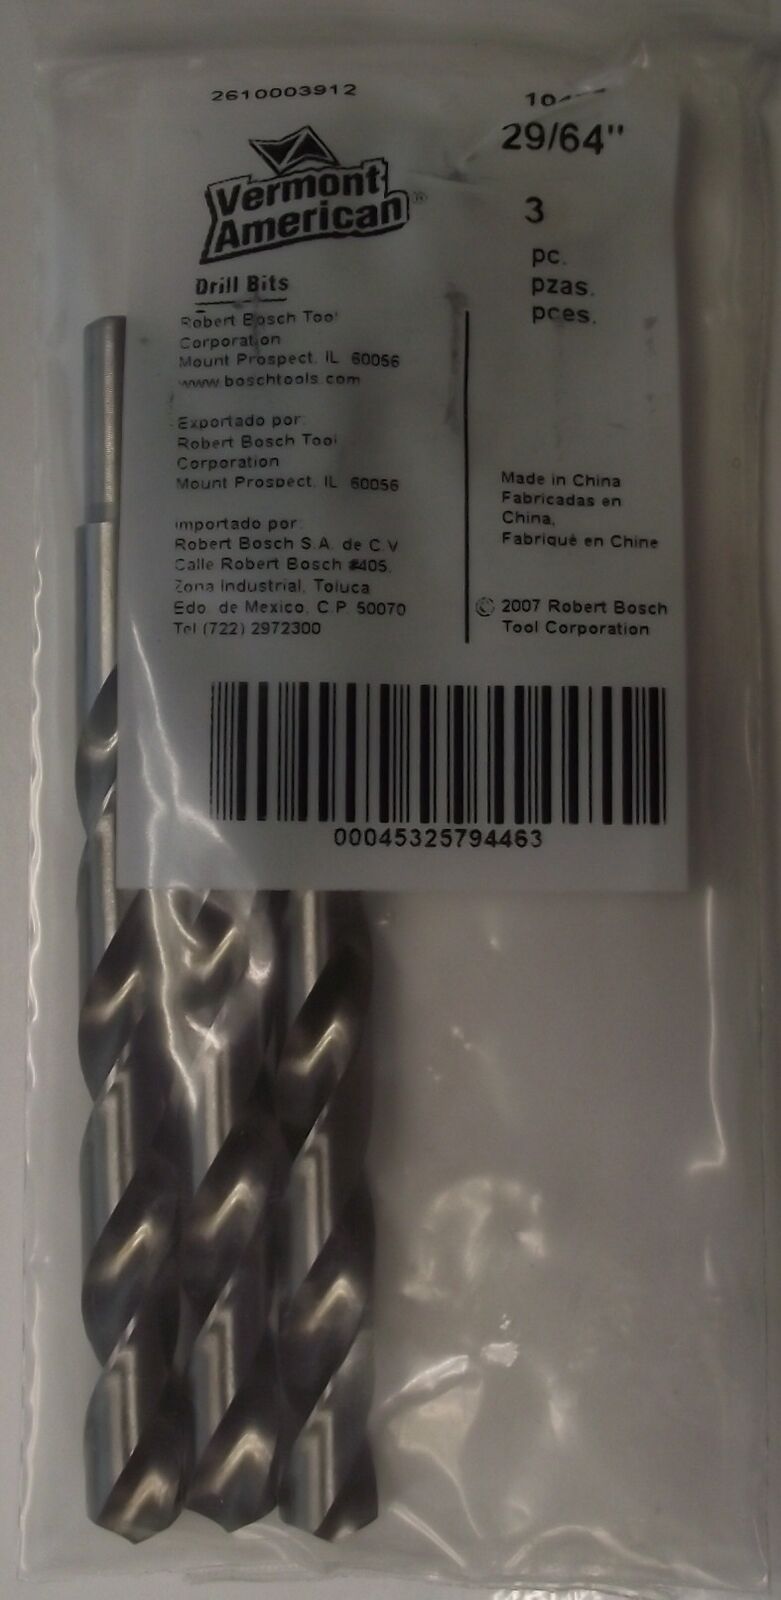 2610003912
29/64"
Vermont
American®
Drill Bits
3
pc.
pzas.
pces.
Robert Bosch Tool
Corporation
Mount Prospect, IL 60056
www.boschtools.com
Exportado por:
Robert Bosch Tool
Corporation
Mount Prospect, IL 60056
Importado por:
Robert Bosch S.A. de C.V.
Calle Robert Bosch #405,
Zona Industrial, Toluca
Edo. de Mexico, C.P. 50070
Tel (722) 2972300
Made in China
Fabricadas en
China,
Fabriqué en Chine
© 2007 Robert Bosch
Tool Corporation
00045325794463